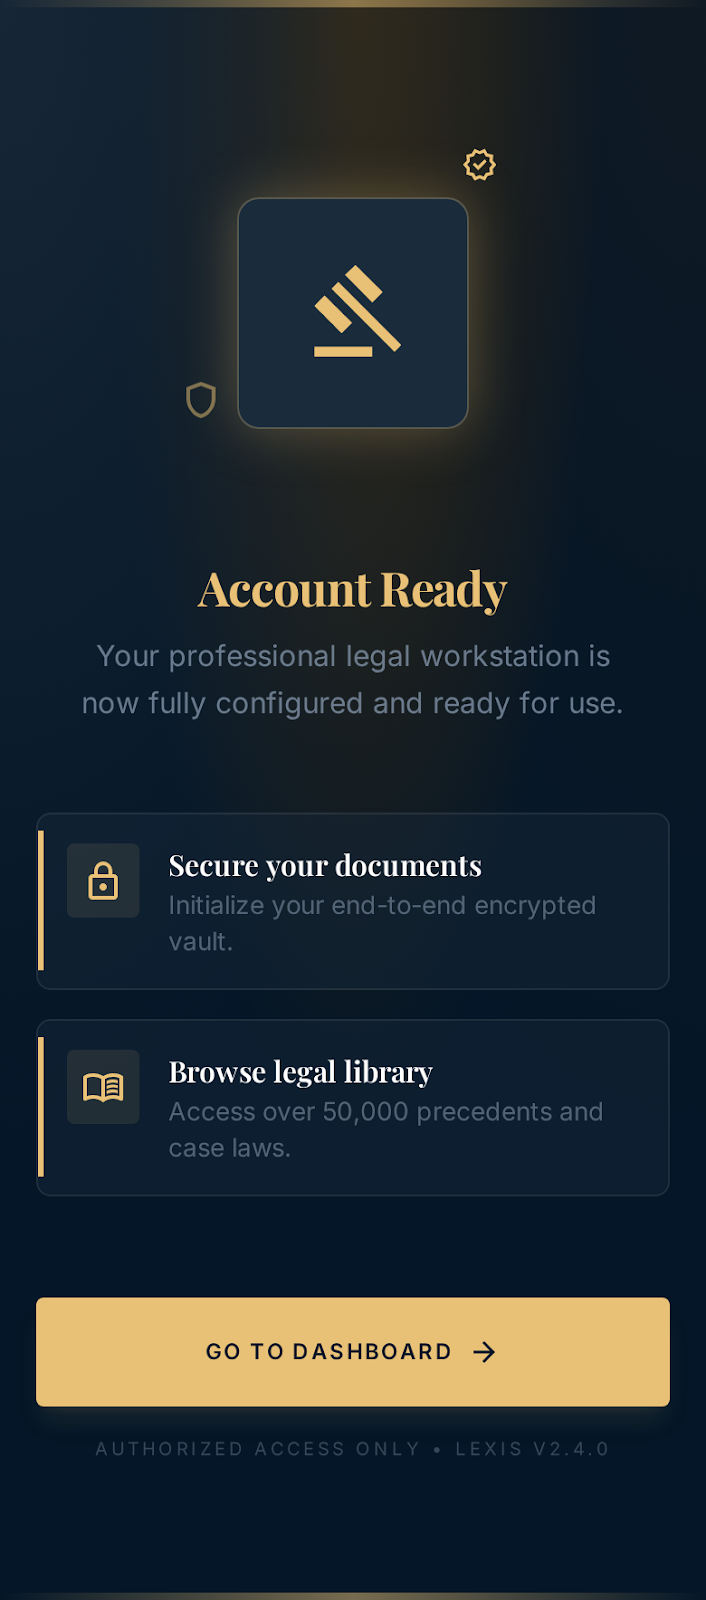 Account Ready
Your professional legal workstation is
now fully configured and ready for use.
Secure your documents
Initialize your end-to-end encrypted
vault.
Browse legal library
Access over 50,000 precedents and
case laws.
GO TO DASHBOARD
AUTHORIZED ACCESS ONLY • LEXIS V2.4.0